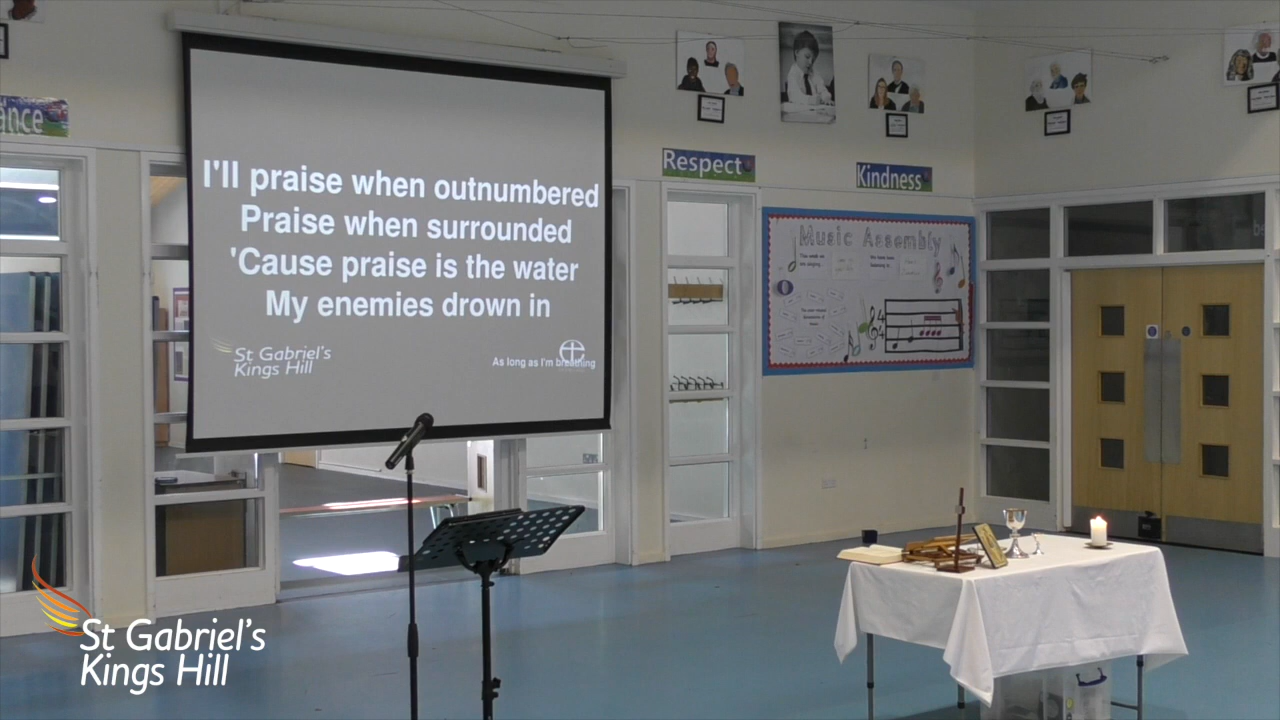 ance
I'll praise when outnumbered
Praise when surrounded
'Cause praise is the water
My enemies drown in
St Gabriel's
Kings Hill
As long as I'm breathing
Respect
Kindness
Music Assembly
St Gabriel's
Kings Hill